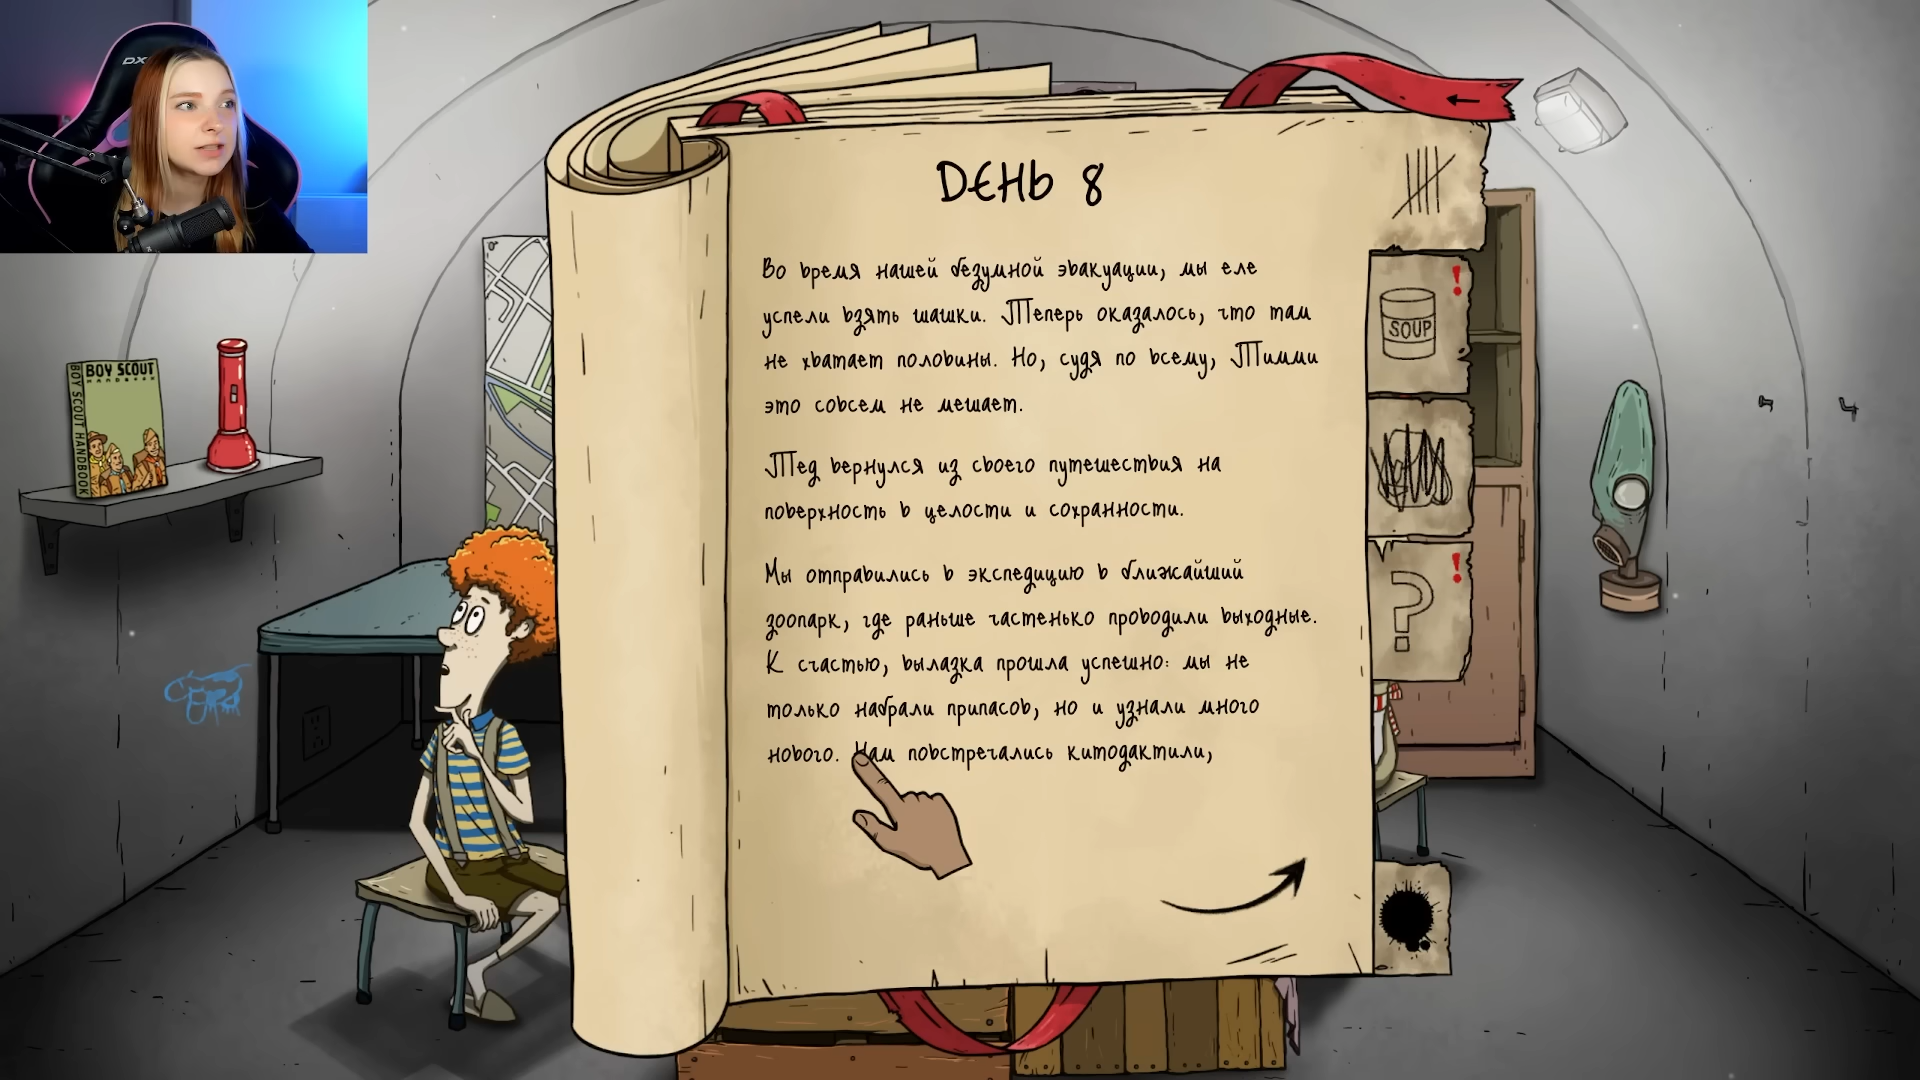 DX
BOY SCOUT
HANDBOOK
BOY SCOUT HANDBOOK
ДЕНЬ 8
Во время нашей безумной эвакуации, мы еле
успели взять шашки. Теперь оказалось, что там
не хватает половины. Но, судя по всему, Тимми
это совсем не мешает.
Тед вернулся из своего путешествия на
поверхность в целости и сохранности.
Мы отправились в экспедицию в ближайший
зоопарк, где раньше частенько проводили выходные.
К счастью, вылазка прошла успешно: мы не
только набрали припасов, но и узнали много
нового. Нам повстречались китодактили,
!
SOUP
!
?